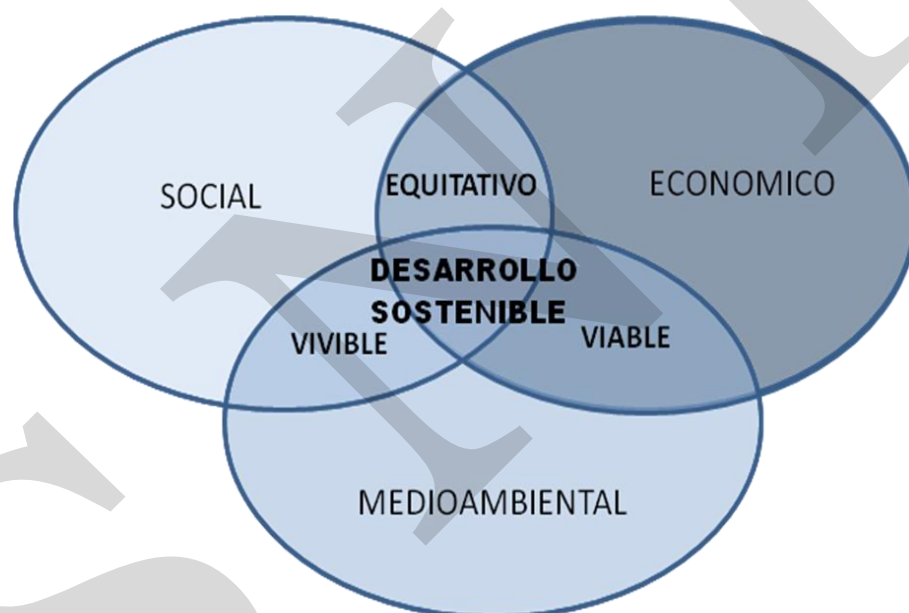 SOCIAL
EQUITATIVO
ECONOMICO
DESARROLLO
SOSTENIBLE
VIVIBLE
VIABLE
MEDIOAMBIENTAL